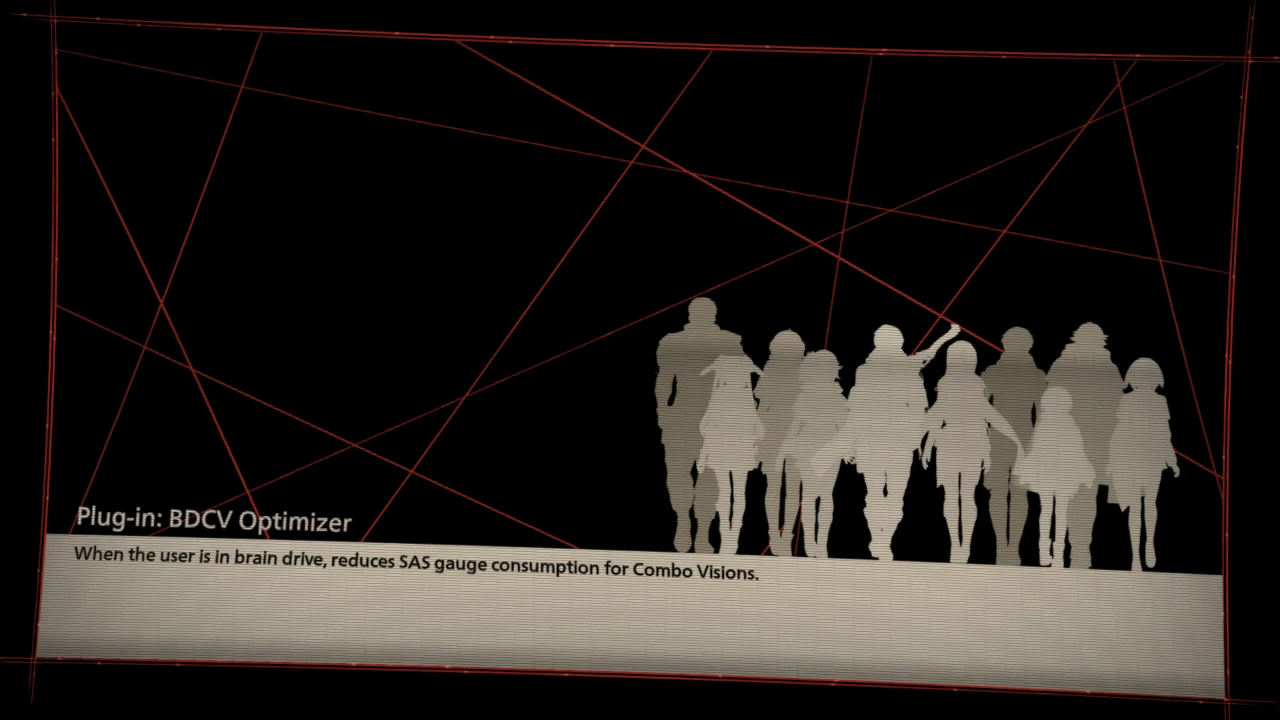 Plug-in: BDCV Optimizer
When the user is in brain drive, reduces SAS gauge consumption for Combo Visions.